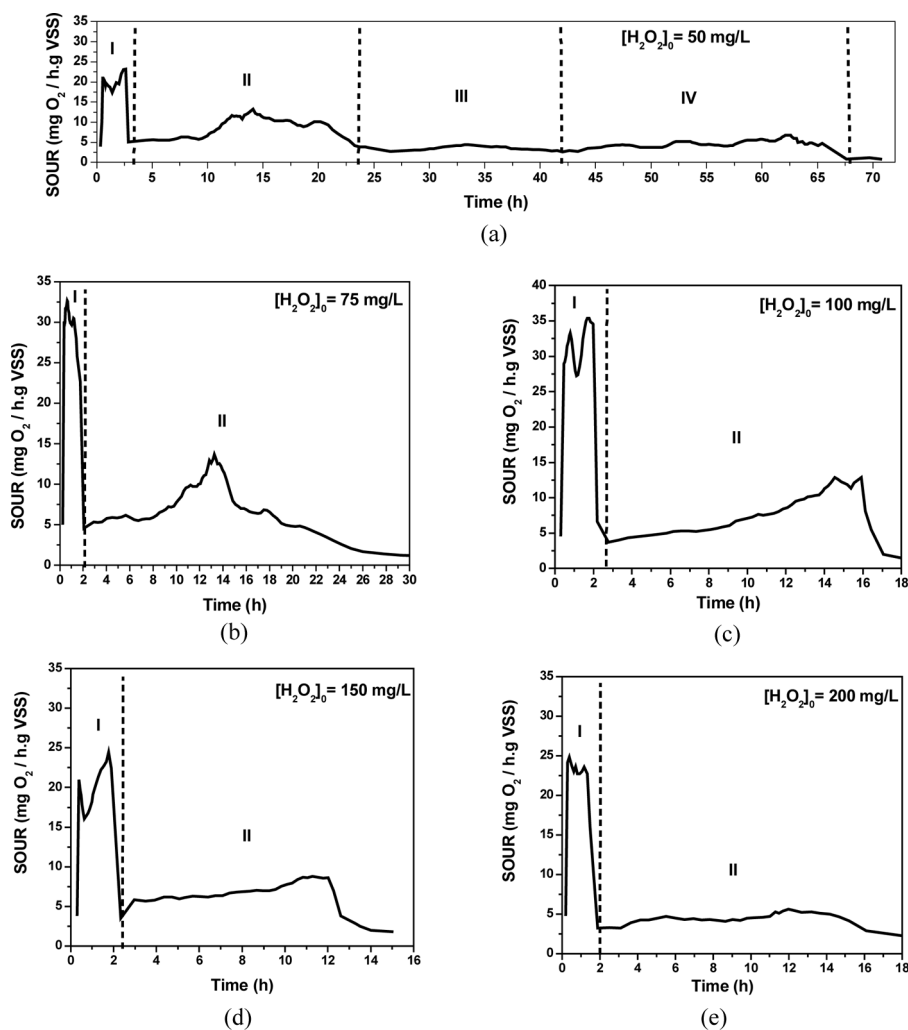 [H₂O₂]₀= 50 mg/L
I
II
III
IV
SOUR (mg O₂ / h.g VSS)
35
30
25
20
15
10
5
0
0 5 10 15 20 25 30 35 40 45 50 55 60 65 70
Time (h)
(a)
[H₂O₂]₀= 75 mg/L
I
II
SOUR (mg O₂ / h.g VSS)
35
30
25
20
15
10
5
0
0 2 4 6 8 10 12 14 16 18 20 22 24 26 28 30
Time (h)
(b)
[H₂O₂]₀= 100 mg/L
I
II
SOUR (mg O₂ / h.g VSS)
40
35
30
25
20
15
10
5
0
0 2 4 6 8 10 12 14 16 18
Time (h)
(c)
[H₂O₂]₀= 150 mg/L
I
II
SOUR (mg O₂ / h.g VSS)
35
30
25
20
15
10
5
0
0 2 4 6 8 10 12 14 16
Time (h)
(d)
[H₂O₂]₀= 200 mg/L
I
II
SOUR (mg O₂ / h.g VSS)
35
30
25
20
15
10
5
0
0 2 4 6 8 10 12 14 16 18
Time (h)
(e)